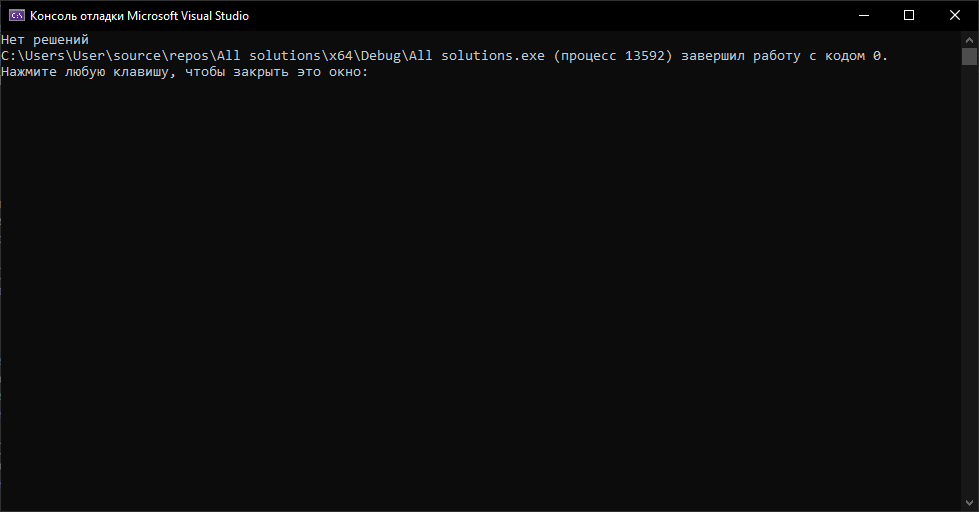 Консоль отладки Microsoft Visual Studio
Нет решений
C:\Users\User\source\repos\All solutions\x64\Debug\All solutions.exe (процесс 13592) завершил работу с кодом 0.
Нажмите любую клавишу, чтобы закрыть это окно: